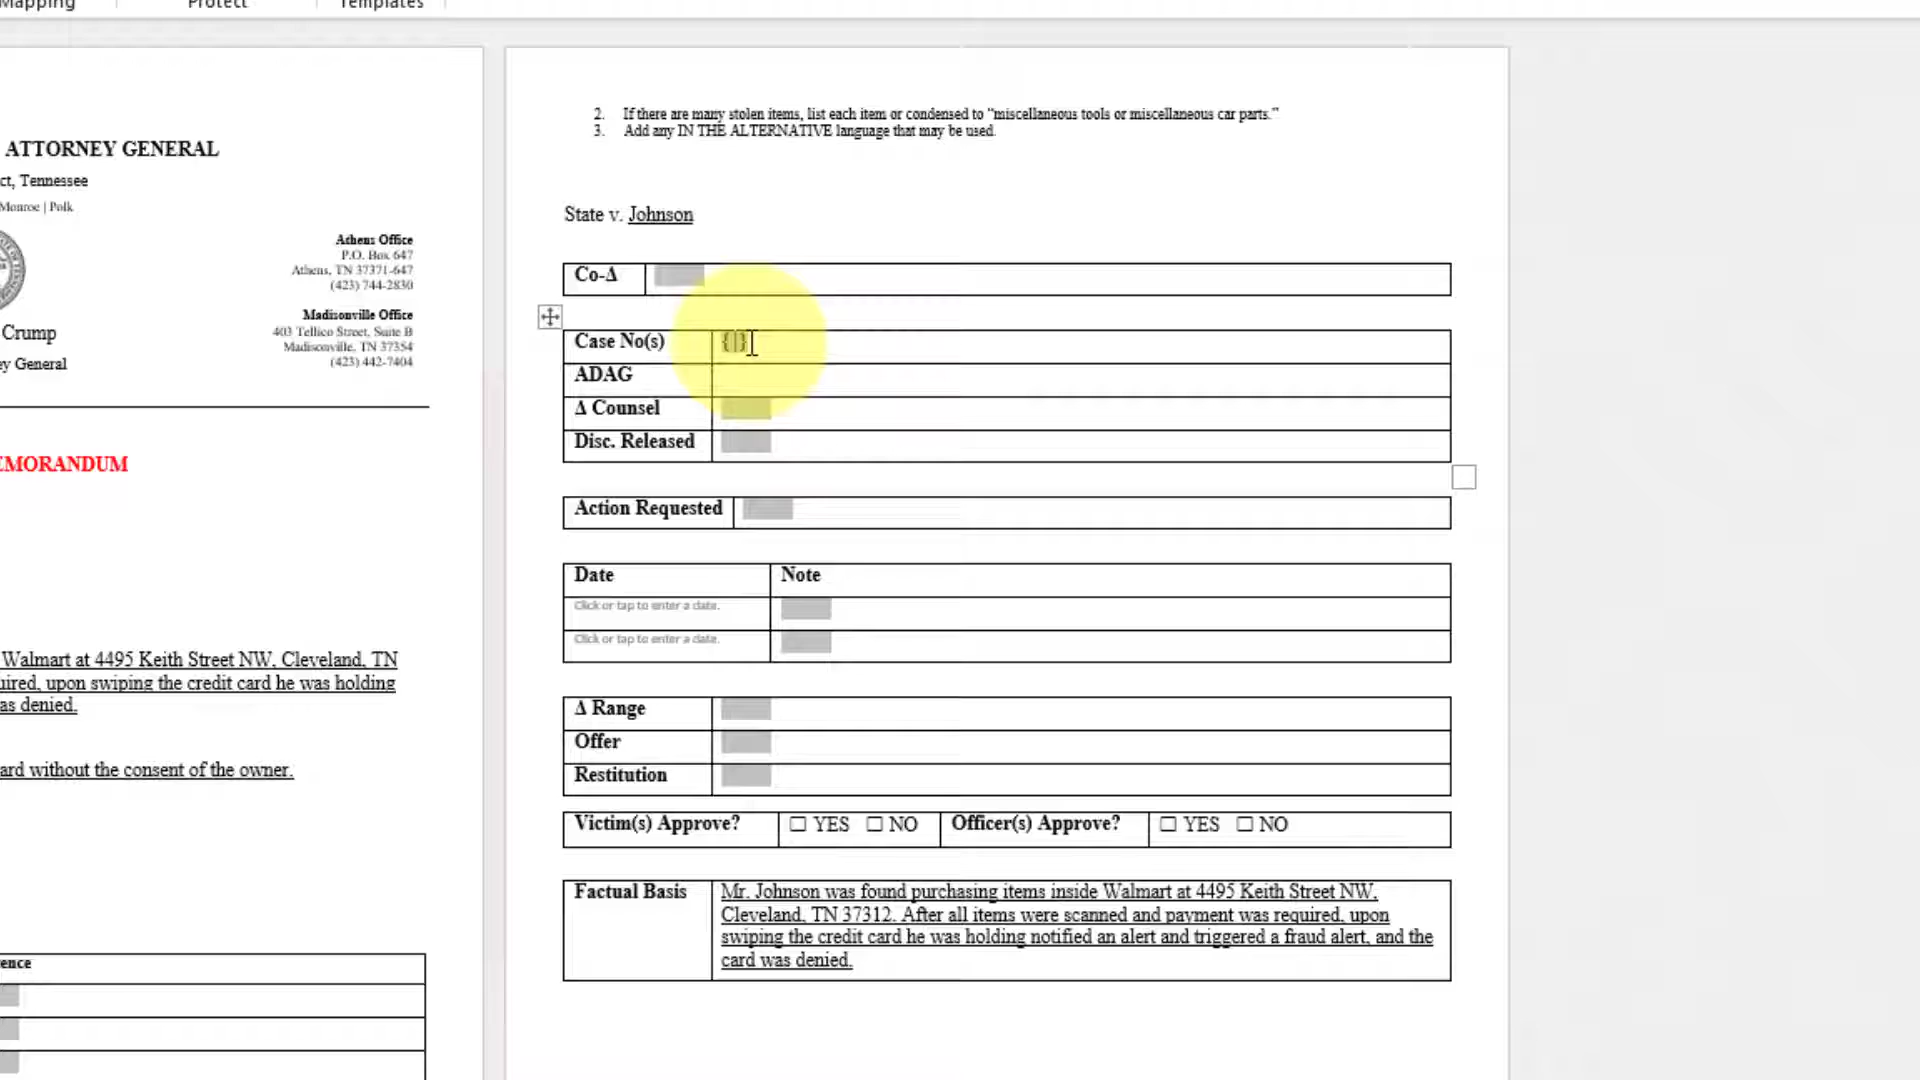 Mapping
Protect
Templates
ATTORNEY GENERAL
ct, Tennessee
Monroe | Polk
Athens Office
P.O. Box 647
Athens, TN 37371-647
(423) 744-2830
Madisonville Office
403 Tellico Street, Suite B
Madisonville, TN 37354
(423) 442-7404
Crump
ey General
EMORANDUM
Walmart at 4495 Keith Street NW, Cleveland, TN
uired, upon swiping the credit card he was holding
as denied.
ard without the consent of the owner.
ence
2. If there are many stolen items, list each item or condensed to “miscellaneous tools or miscellaneous car parts.”
3. Add any IN THE ALTERNATIVE language that may be used.
State v. Johnson
Co-Δ
Case No(s) {}
ADAG
Δ Counsel
Disc. Released
Action Requested
Date Note
Click or tap to enter a date.
Click or tap to enter a date.
Δ Range
Offer
Restitution
Victim(s) Approve? ☐ YES ☐ NO Officer(s) Approve? ☐ YES ☐ NO
Factual Basis Mr. Johnson was found purchasing items inside Walmart at 4495 Keith Street NW,
Cleveland, TN 37312. After all items were scanned and payment was required, upon
swiping the credit card he was holding notified an alert and triggered a fraud alert, and the
card was denied.